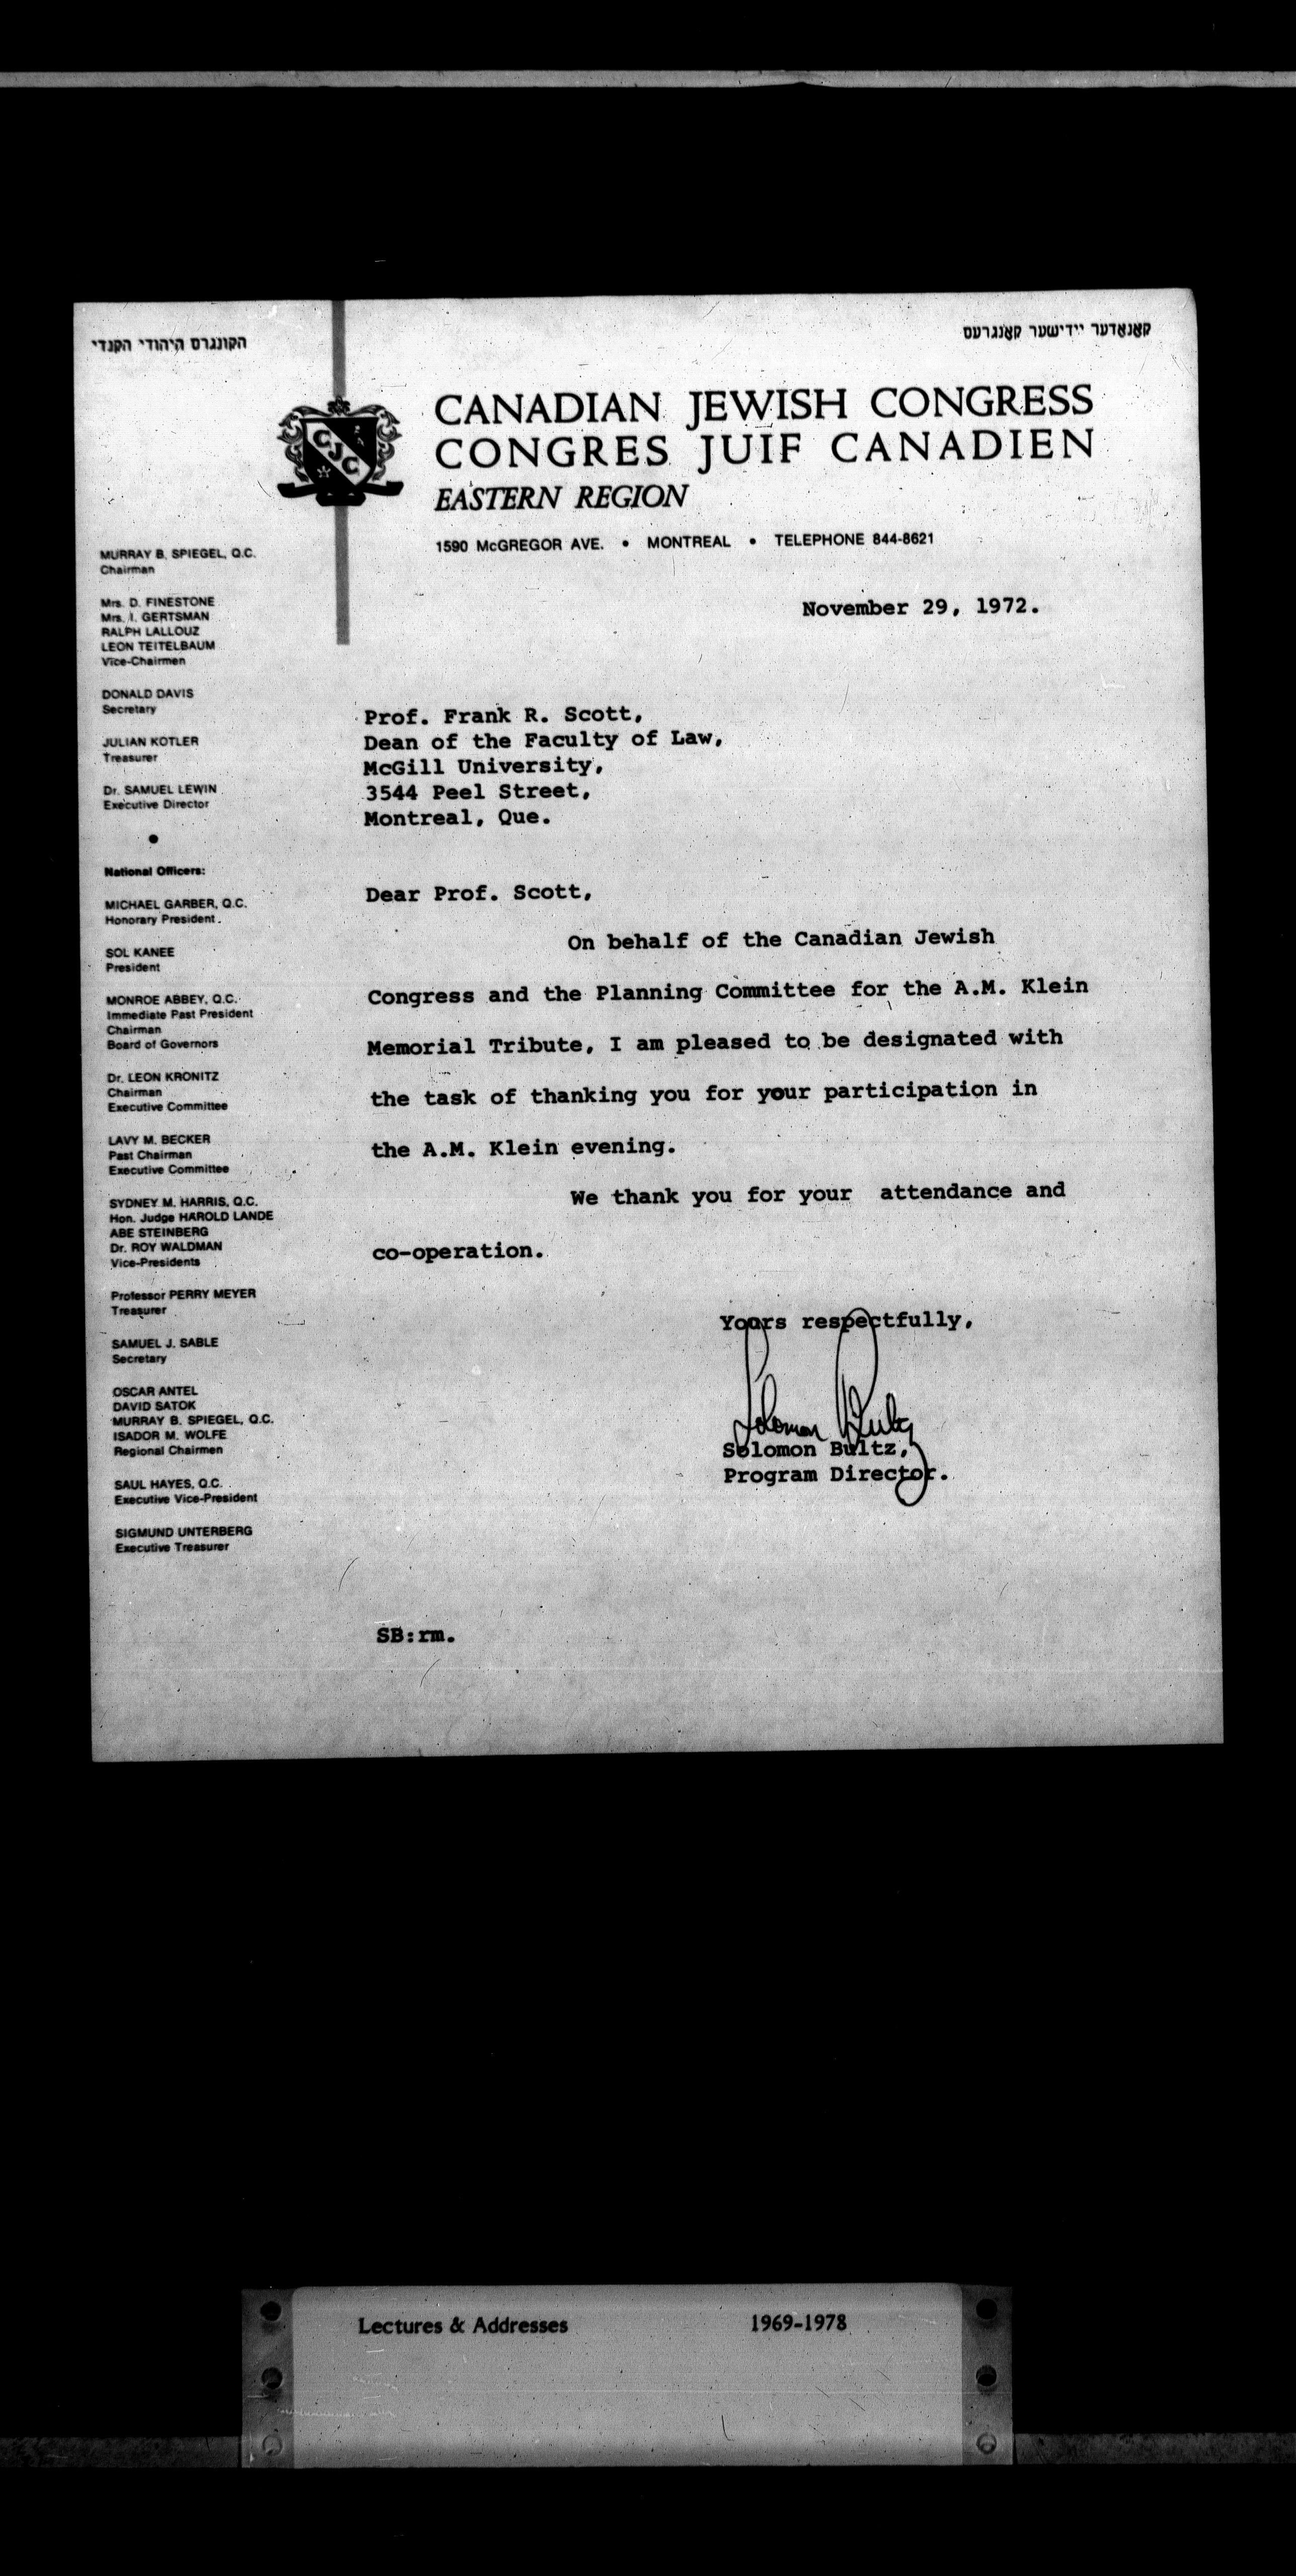 הקונגרס היהודי הקנדי
קאַנאַדער יידישער קאָנגרעס
CJC
CANADIAN JEWISH CONGRESS
CONGRES JUIF CANADIEN
EASTERN REGION
1590 McGREGOR AVE. • MONTREAL • TELEPHONE 844-8621
MURRAY B. SPIEGEL, Q.C.
Chairman
Mrs. D. FINESTONE
Mrs. I. GERTSMAN
RALPH LALLOUZ
LEON TEITELBAUM
Vice-Chairmen
DONALD DAVIS
Secretary
JULIAN KOTLER
Treasurer
Dr. SAMUEL LEWIN
Executive Director
•
National Officers:
MICHAEL GARBER, Q.C.
Honorary President
SOL KANEE
President
MONROE ABBEY, Q.C.
Immediate Past President
Chairman
Board of Governors
Dr. LEON KRONITZ
Chairman
Executive Committee
LAVY M. BECKER
Past Chairman
Executive Committee
SYDNEY M. HARRIS, Q.C.
Hon. Judge HAROLD LANDE
ABE STEINBERG
Dr. ROY WALDMAN
Vice-Presidents
Professor PERRY MEYER
Treasurer
SAMUEL J. SABLE
Secretary
OSCAR ANTEL
DAVID SATOK
MURRAY B. SPIEGEL, Q.C.
ISADOR M. WOLFE
Regional Chairmen
SAUL HAYES, Q.C.
Executive Vice-President
SIGMUND UNTERBERG
Executive Treasurer
November 29, 1972.
Prof. Frank R. Scott,
Dean of the Faculty of Law,
McGill University,
3544 Peel Street,
Montreal, Que.
Dear Prof. Scott,
On behalf of the Canadian Jewish
Congress and the Planning Committee for the A.M. Klein
Memorial Tribute, I am pleased to be designated with
the task of thanking you for your participation in
the A.M. Klein evening.
We thank you for your attendance and
co-operation.
Yours respectfully,
Solomon Bultz
Solomon Bultz,
Program Director.
SB:rm.
Lectures & Addresses 1969-1978